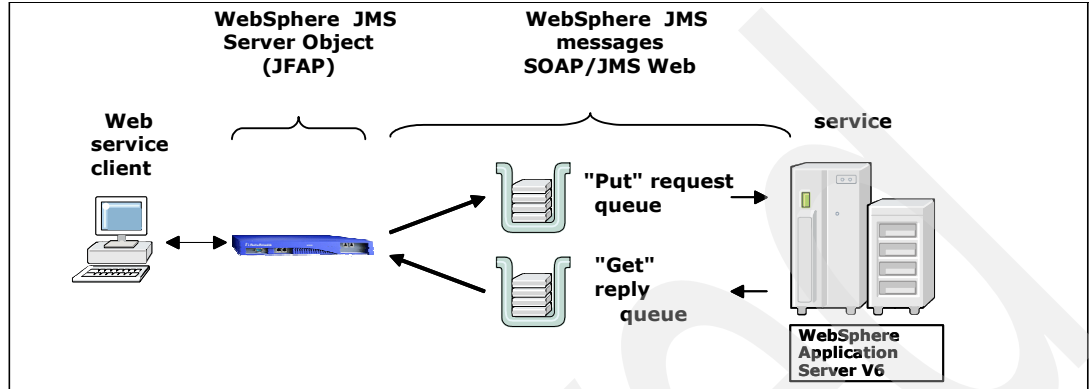 WebSphere JMS
Server Object
(JFAP)
WebSphere JMS
messages
SOAP/JMS Web
Web
service
client
service
"Put" request
queue
"Get"
reply
queue
WebSphere
Application
Server V6